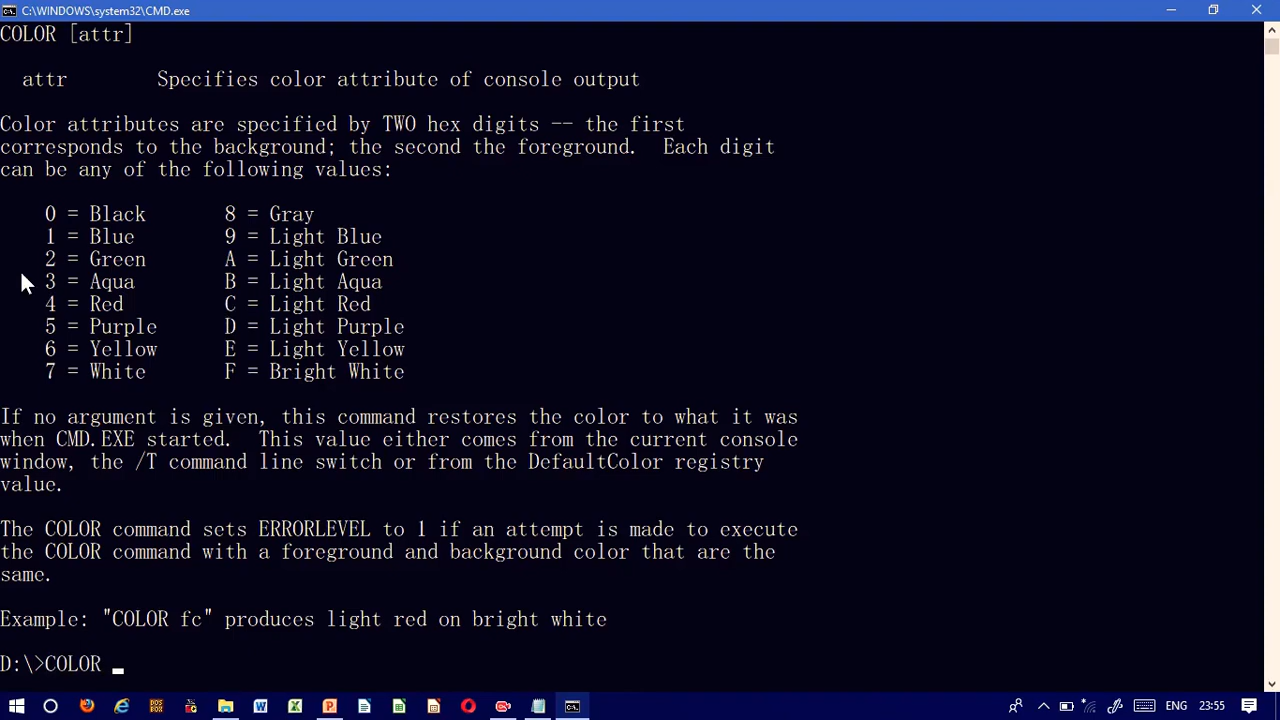 C:\WINDOWS\system32\CMD.exe
COLOR [attr]
attr Specifies color attribute of console output
Color attributes are specified by TWO hex digits -- the first
corresponds to the background; the second the foreground. Each digit
can be any of the following values:
0 = Black 8 = Gray
1 = Blue 9 = Light Blue
2 = Green A = Light Green
3 = Aqua B = Light Aqua
4 = Red C = Light Red
5 = Purple D = Light Purple
6 = Yellow E = Light Yellow
7 = White F = Bright White
If no argument is given, this command restores the color to what it was
when CMD.EXE started. This value either comes from the current console
window, the /T command line switch or from the DefaultColor registry
value.
The COLOR command sets ERRORLEVEL to 1 if an attempt is made to execute
the COLOR command with a foreground and background color that are the
same.
Example: "COLOR fc" produces light red on bright white
D:\>COLOR _
ENG 23:55